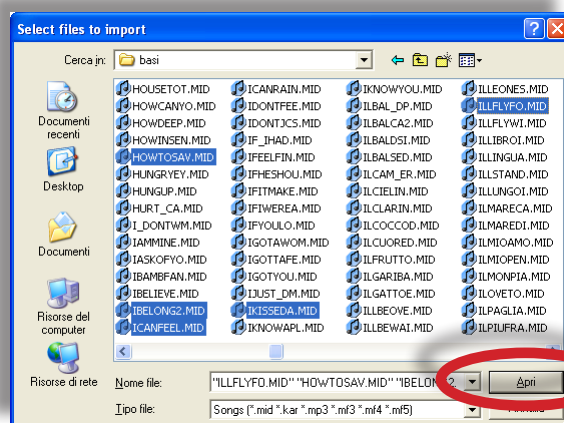 Select files to import
Cerca in: basi
Documenti recenti
Desktop
Documenti
Risorse del computer
Risorse di rete
HOUSETOT.MID
HOWCANYO.MID
HOWDEEP.MID
HOWINSEN.MID
HOWTOSAV.MID
HUNGRYEY.MID
HUNGUP.MID
HURT_CA.MID
I_DONTWM.MID
IAMMINE.MID
IASKOFYO.MID
IBAMBFAN.MID
IBELIEVE.MID
IBELONG2.MID
ICANFEEL.MID
ICANRAIN.MID
IDONTFEE.MID
IDONTJCS.MID
IF_IHAD.MID
IFEELFIN.MID
IFHESHOU.MID
IFITMAKE.MID
IFIWEREA.MID
IFYOULO.MID
IGOTAWOM.MID
IGOTTAFE.MID
IGOTYOU.MID
IJUST_DM.MID
IKISSEDA.MID
IKNOWAPL.MID
IKNOWYOU.MID
ILBAL_DP.MID
ILBALCA2.MID
ILBALDSI.MID
ILBALSED.MID
ILCAM_ER.MID
ILCIELIN.MID
ILCLARIN.MID
ILCOCCOD.MID
ILCUORED.MID
ILFRUTTO.MID
ILGARIBA.MID
ILGATTOE.MID
ILLBEOVE.MID
ILLBEWAI.MID
ILLEONES.MID
ILLFLYFO.MID
ILLFLYWI.MID
ILLIBROI.MID
ILLINGUA.MID
ILLSTAND.MID
ILLUNGOI.MID
ILMARECA.MID
ILMAREDI.MID
ILMIOAMO.MID
ILMIOPEN.MID
ILMONPIA.MID
ILOVETO.MID
ILPAGLIA.MID
ILPIUFRA.MID
Nome file: "ILLFLYFO.MID" "HOWTOSAV.MID" "IBELONG2. Apri
Tipo file: Songs (*.mid *.kar *.mp3 *.mf3 *.mf4 *.mf5)